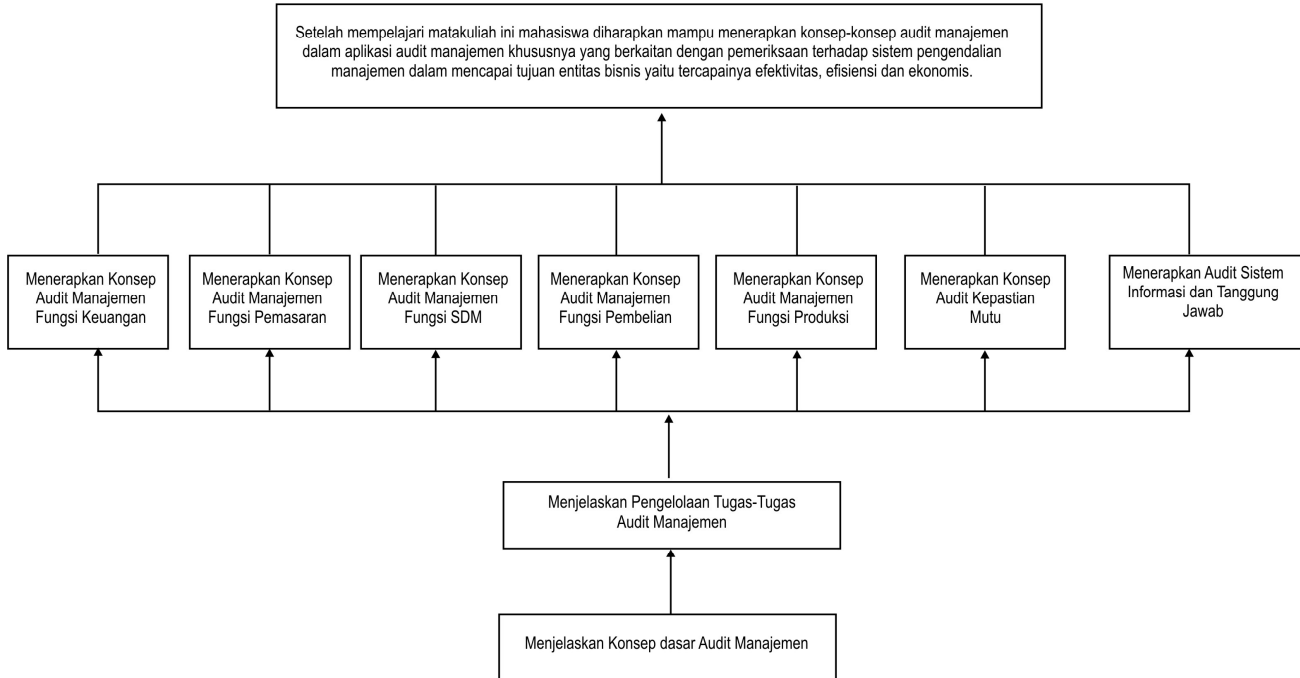 Setelah mempelajari matakuliah ini mahasiswa diharapkan mampu menerapkan konsep-konsep audit manajemen
dalam aplikasi audit manajemen khususnya yang berkaitan dengan pemeriksaan terhadap sistem pengendalian
manajemen dalam mencapai tujuan entitas bisnis yaitu tercapainya efektivitas, efisiensi dan ekonomis.
Menerapkan Konsep
Audit Manajemen
Fungsi Keuangan
Menerapkan Konsep
Audit Manajemen
Fungsi Pemasaran
Menerapkan Konsep
Audit Manajemen
Fungsi SDM
Menerapkan Konsep
Audit Manajemen
Fungsi Pembelian
Menerapkan Konsep
Audit Manajemen
Fungsi Produksi
Menerapkan Konsep
Audit Kepastian
Mutu
Menerapkan Audit Sistem
Informasi dan Tanggung
Jawab
Menjelaskan Pengelolaan Tugas-Tugas
Audit Manajemen
Menjelaskan Konsep dasar Audit Manajemen